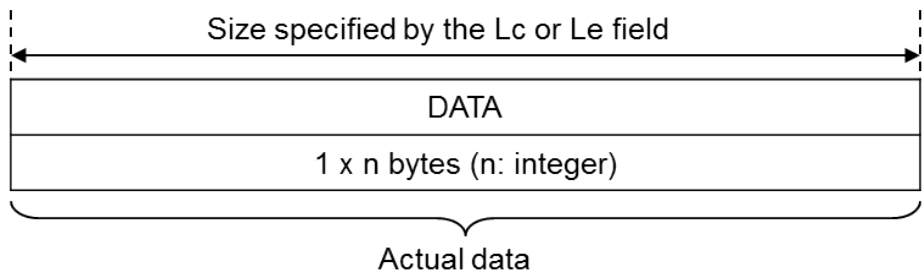 Size specified by the Lc or Le field
DATA
1 x n bytes (n: integer)
Actual data